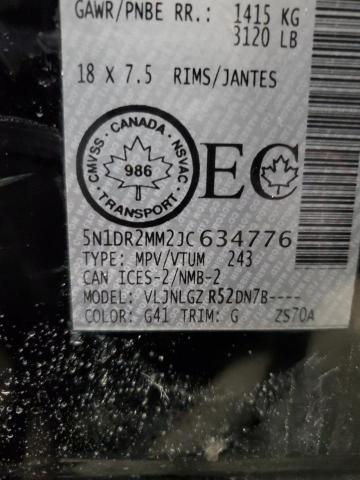 GAWR/PNBE RR.: 1415 KG
3120 LB
18 X 7.5 RIMS/JANTES
CMVSS · CANADA · NSVAC
986
TRANSPORT
EC
5N1DR2MM2JC634776
TYPE: MPV/VTUM 243
CAN ICES-2/NMB-2
MODEL: VLJNLGZ R52DN7B----
COLOR: G41 TRIM: G ZS70A